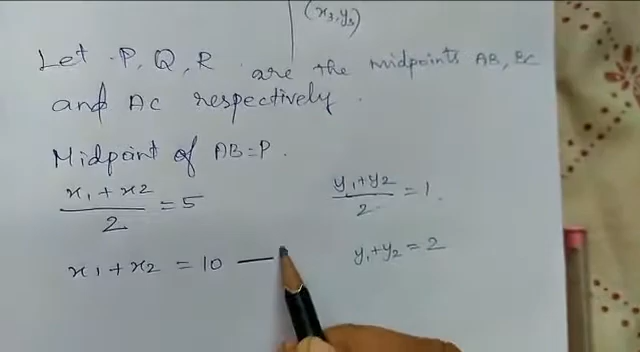 (x3,y3)
Let P, Q, R are the midpoints AB, BC
and AC respectively.
Midpoint of AB=P.
x1+x2/2 = 5
y1+y2/2 = 1.
x1+x2 = 10 —
y1+y2 = 2